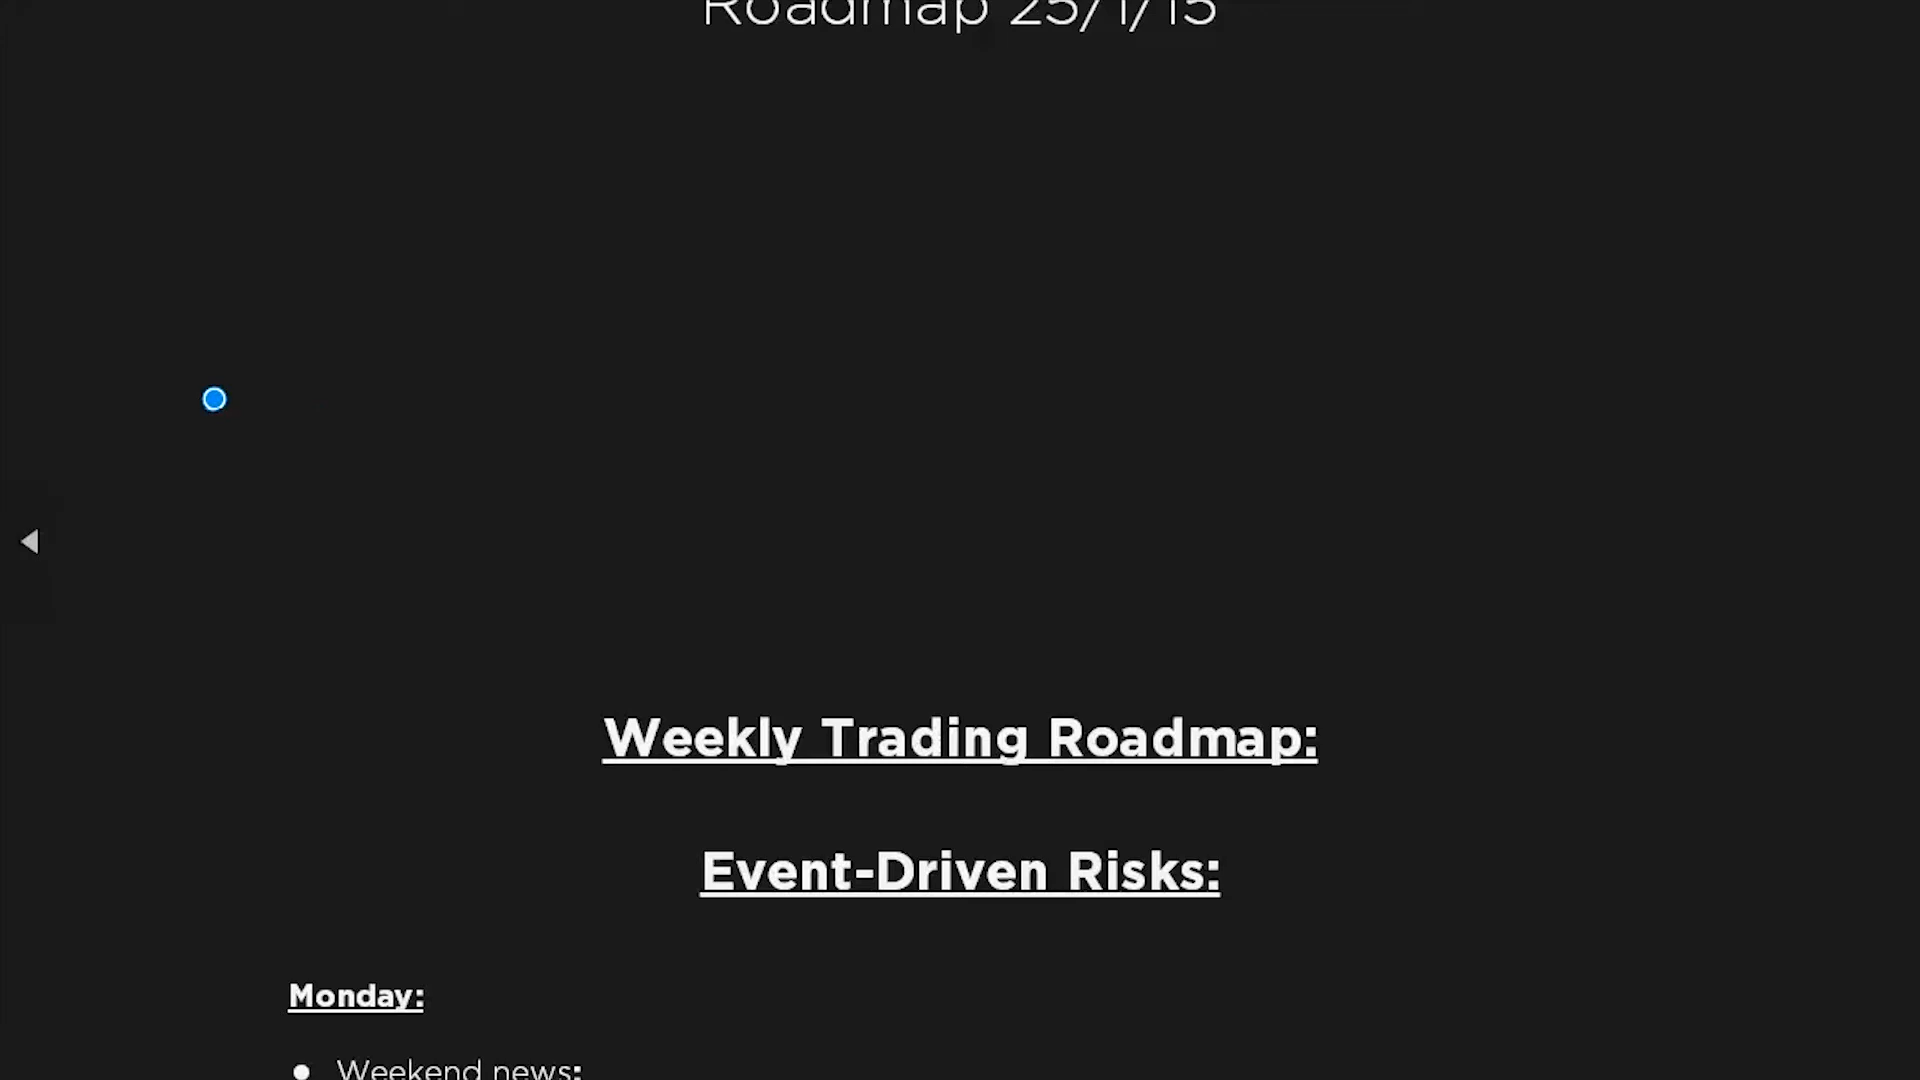 Roadmap 25/1/15
Weekly Trading Roadmap:
Event-Driven Risks:
Monday:
● Weekend news: